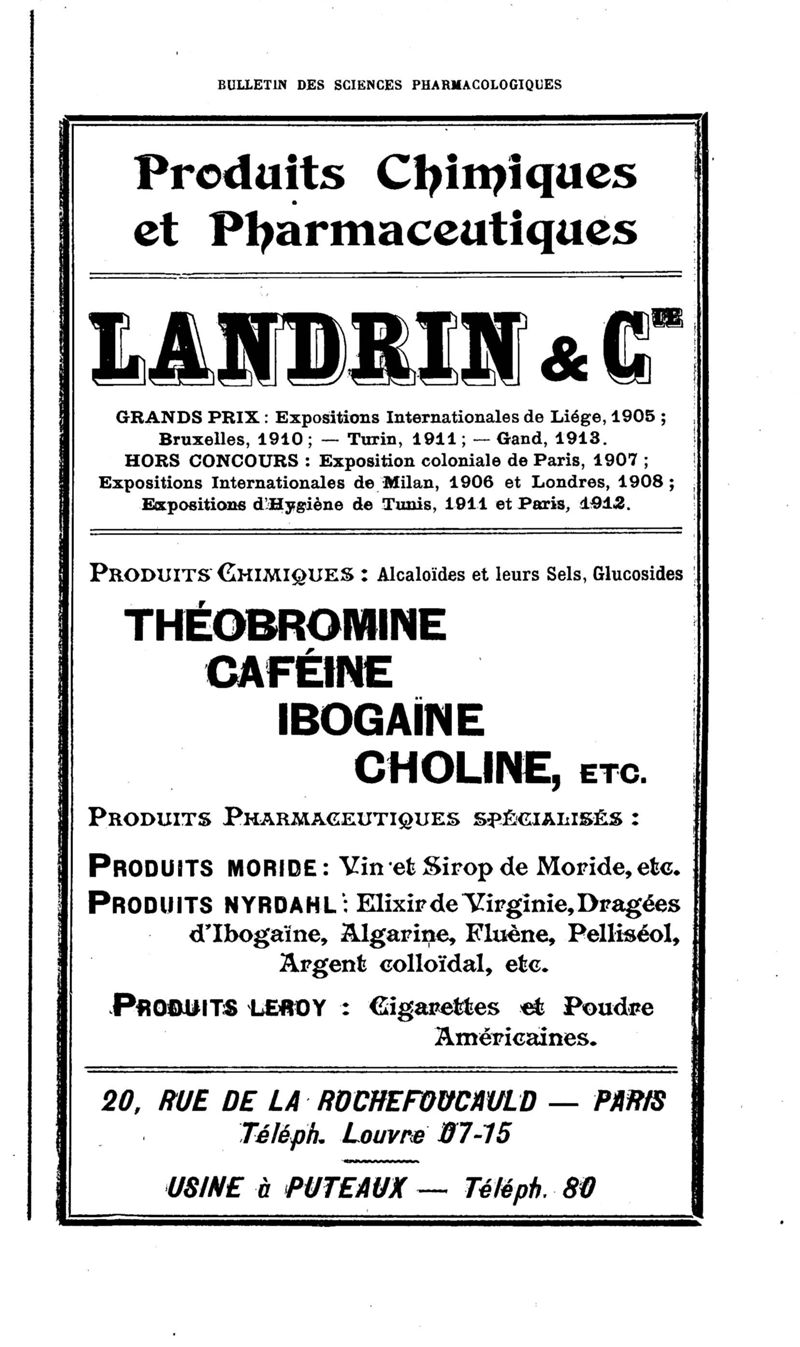 BULLETIN DES SCIENCES PHARMACOLOGIQUES
Produits Chimiques
et Pharmaceutiques
LANDRIN & CIE
GRANDS PRIX : Expositions Internationales de Liége, 1905 ;
Bruxelles, 1910 ; — Turin, 1911 ; — Gand, 1913.
HORS CONCOURS : Exposition coloniale de Paris, 1907 ;
Expositions Internationales de Milan, 1906 et Londres, 1908 ;
Expositions d'Hygiène de Tunis, 1911 et Paris, 1912.
PRODUITS CHIMIQUES : Alcaloïdes et leurs Sels, Glucosides
THÉOBROMINE
CAFÉINE
IBOGAÏNE
CHOLINE, ETC.
PRODUITS PHARMACEUTIQUES SPÉCIALISÉS :
PRODUITS MORIDE : Vin et Sirop de Moride, etc.
PRODUITS NYRDAHL : Elixir de Virginie, Dragées
d'Ibogaïne, Algarine, Fluène, Pelliséol,
Argent colloïdal, etc.
PRODUITS LEROY : Cigarettes et Poudre
Américaines.
20, RUE DE LA ROCHEFOUCAULD — PARIS
Téléph. Louvre 07-15
USINE à PUTEAUX — Téléph. 80